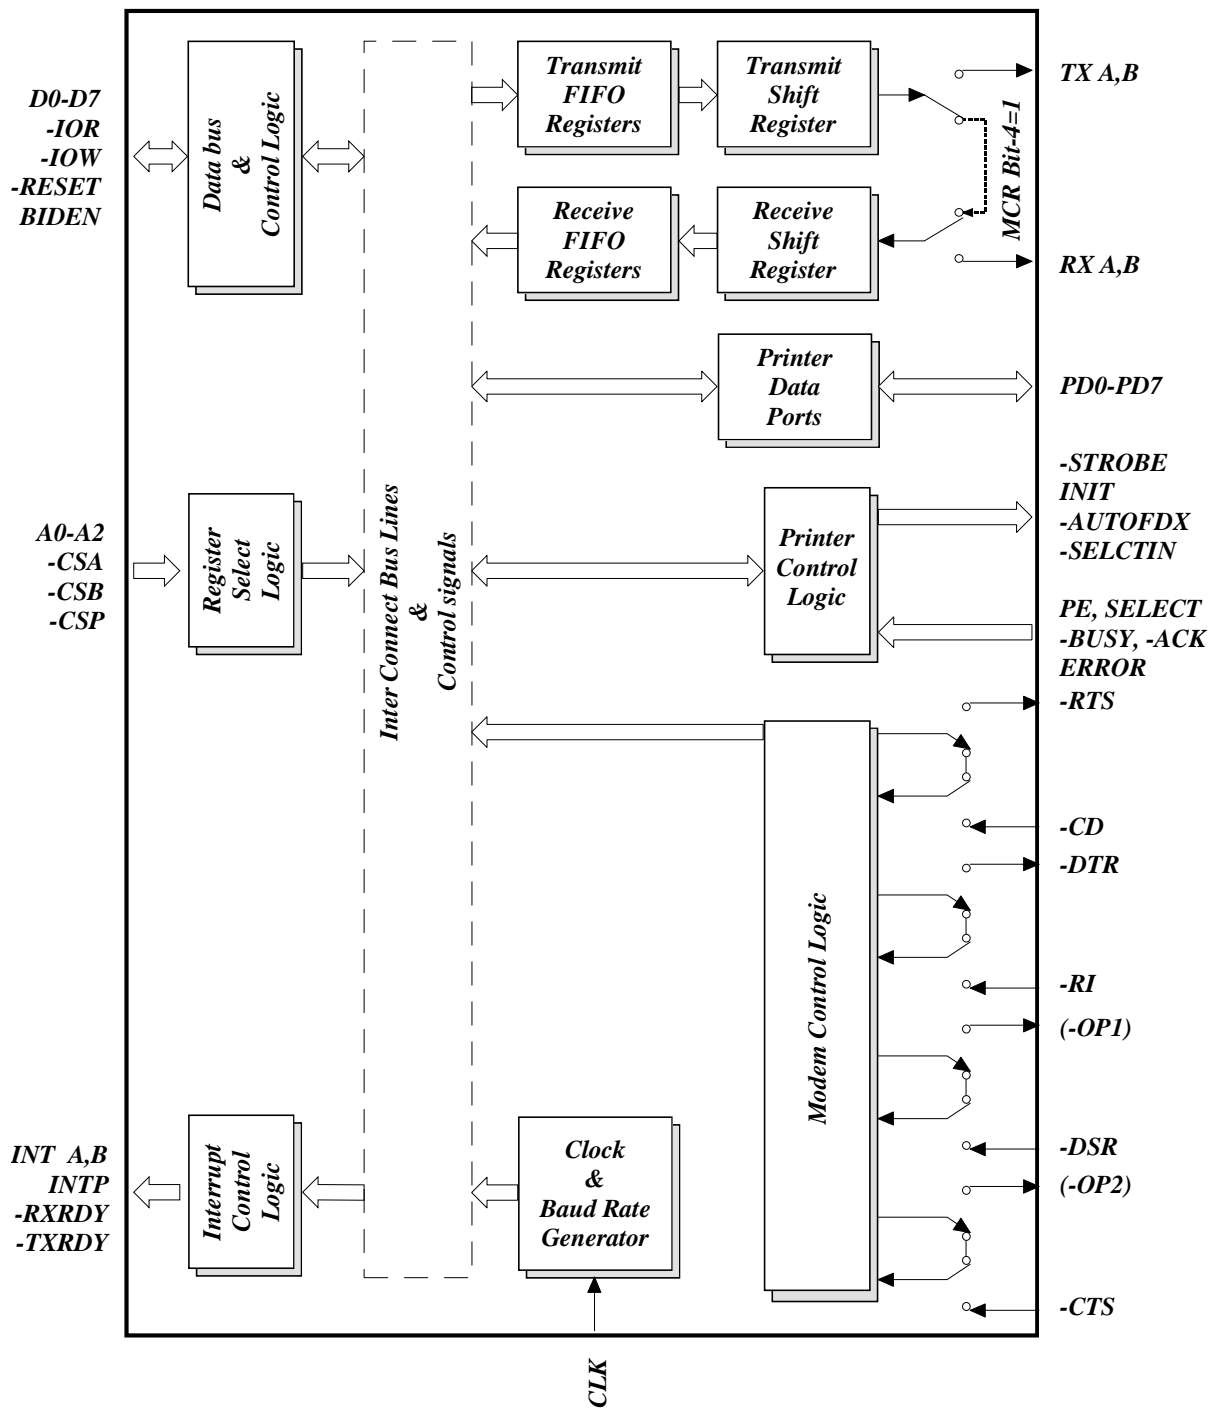 D0-D7
-IOR
-IOW
-RESET
BIDEN
Data bus
&
Control Logic
A0-A2
-CSA
-CSB
-CSP
Register
Select
Logic
INT A,B
INTP
-RXRDY
-TXRDY
Interrupt
Control
Logic
Inter Connect Bus Lines
&
Control signals
Transmit
FIFO
Registers
Transmit
Shift
Register
Receive
FIFO
Registers
Receive
Shift
Register
MCR Bit-4=1
TX A,B
RX A,B
Printer
Data
Ports
PD0-PD7
Printer
Control
Logic
-STROBE
INIT
-AUTOFDX
-SELCTIN
PE, SELECT
-BUSY, -ACK
ERROR
Modem Control Logic
-RTS
-CD
-DTR
-RI
(-OP1)
-DSR
(-OP2)
-CTS
Clock
&
Baud Rate
Generator
CLK